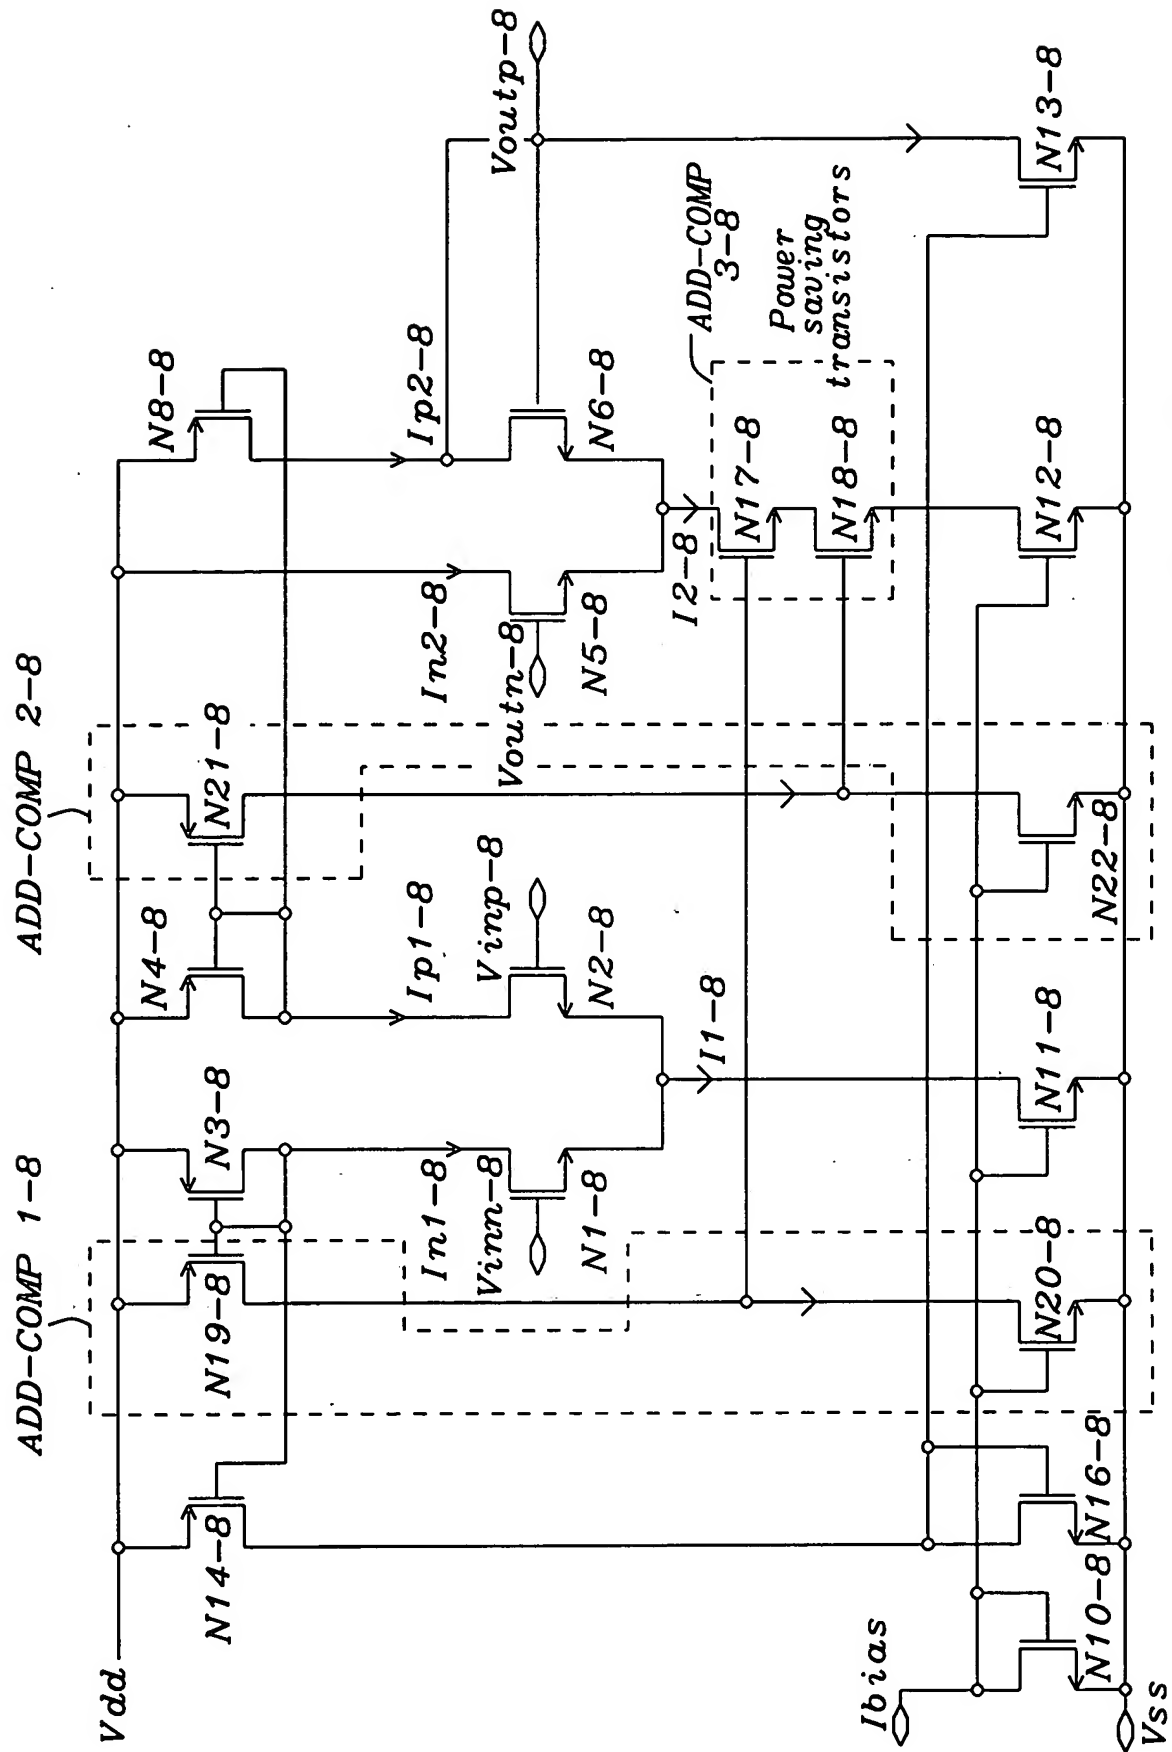 ADD-COMP 1-8
ADD-COMP 2-8
Vdd
N14-8
N19-8
N3-8
N4-8
N21-8
N8-8
In1-8
Ip1-8
In2-8
Ip2-8
Vinn-8
Vinp-8
Voutn-8
Voutp-8
N1-8
N2-8
N5-8
N6-8
I1-8
I2-8
ADD-COMP
3-8
N17-8
N18-8
Power
saving
transistors
Ibias
N10-8
N16-8
N20-8
N11-8
N22-8
N12-8
N13-8
Vss